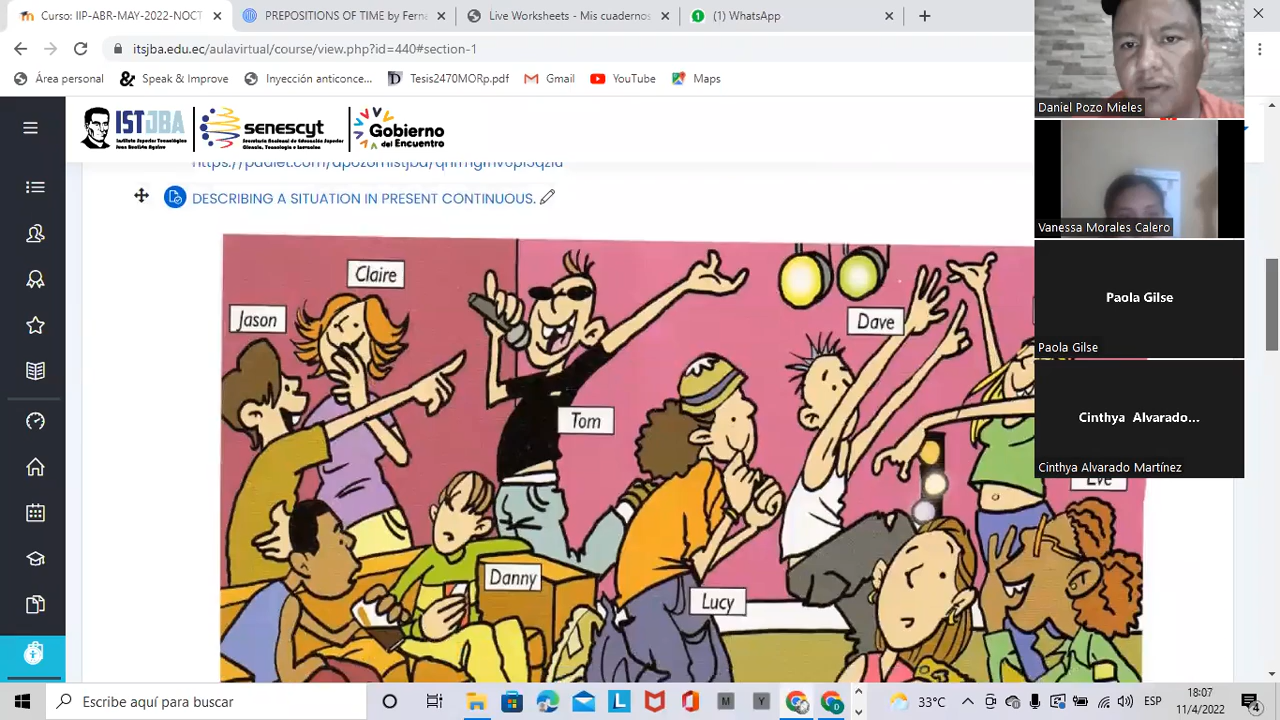 Curso: IIP-ABR-MAY-2022-NOCT
PREPOSITIONS OF TIME by Ferna
Live Worksheets - Mis cuadernos
(1) WhatsApp
itsjba.edu.ec/aulavirtual/course/view.php?id=440#section-1
Área personal
Speak & Improve
Inyección anticonce...
Tesis2470MORp.pdf
Gmail
YouTube
Maps
ISTJBA
senescyt
Gobierno
del Encuentro
DESCRIBING A SITUATION IN PRESENT CONTINUOUS.
Claire
Jason
Dave
Tom
Danny
Lucy
Eve
Daniel Pozo Mieles
Vanessa Morales Calero
Paola Gilse
Paola Gilse
Cinthya Alvarado...
Cinthya Alvarado Martínez
Escribe aquí para buscar
33°C
ESP
18:07
11/4/2022
4